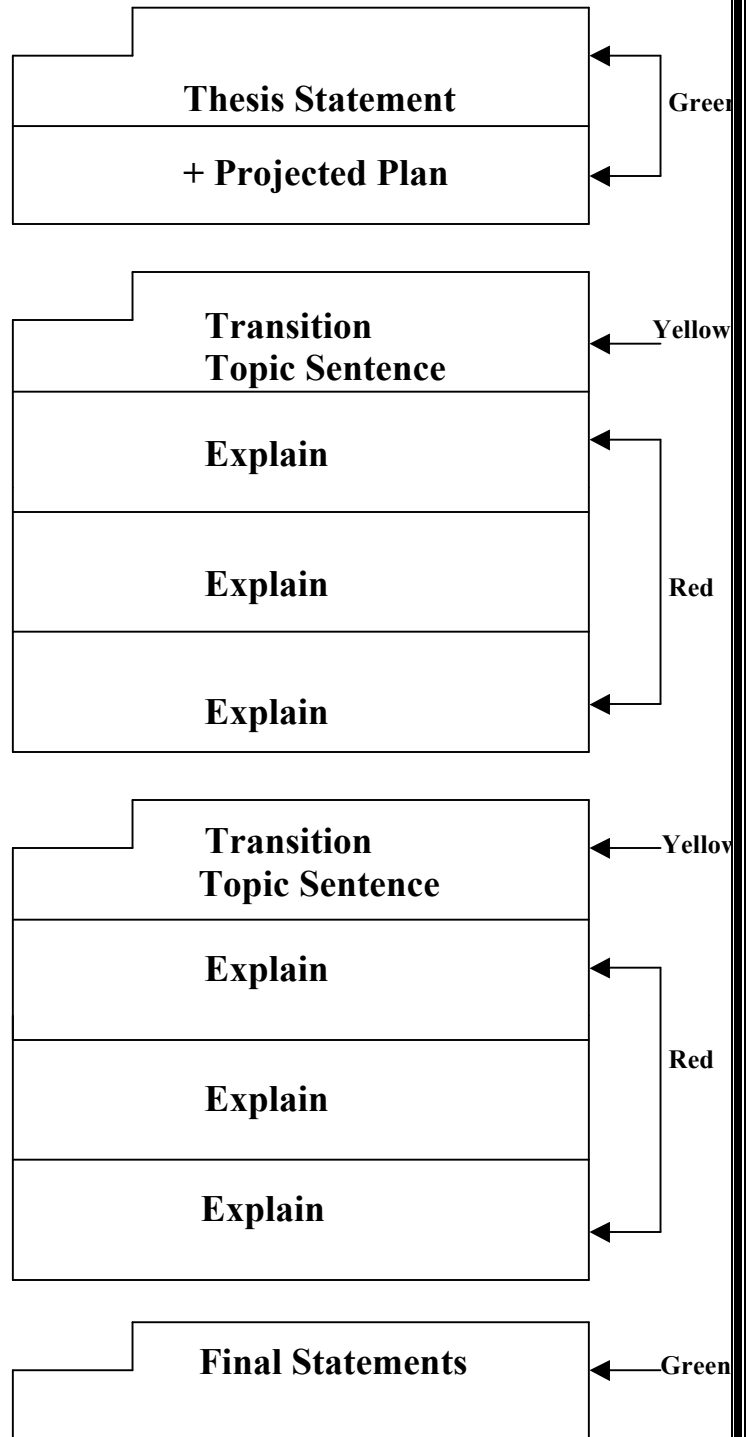 Thesis Statement
Green
+ Projected Plan
Transition
Yellow
Topic Sentence
Explain
Explain
Red
Explain
Transition
Yellow
Topic Sentence
Explain
Red
Explain
Explain
Final Statements
Green